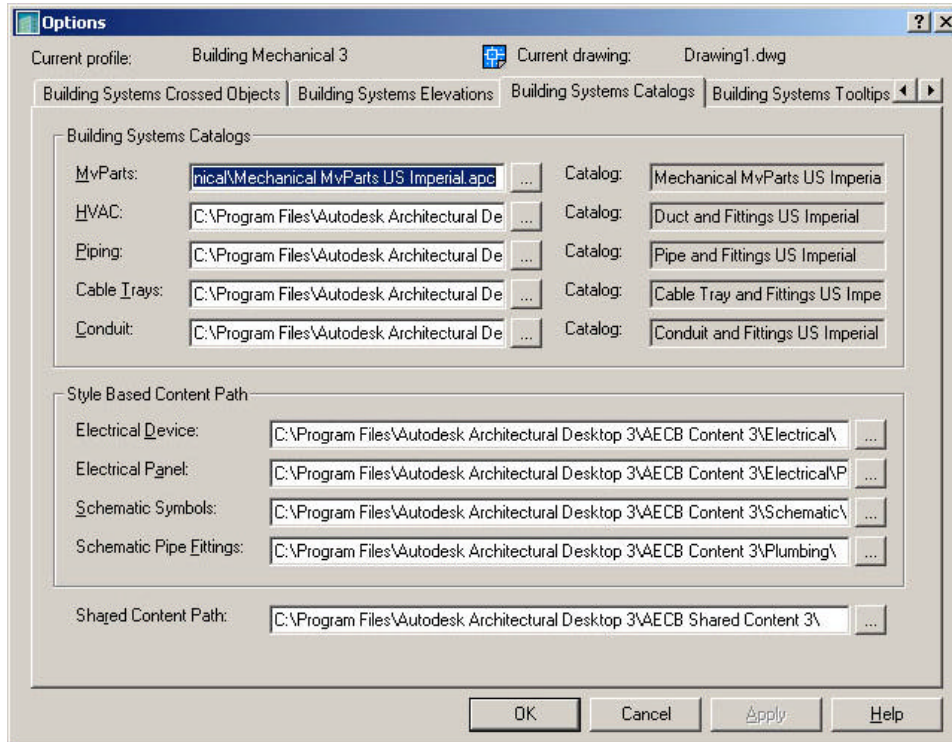 Options
Current profile: Building Mechanical 3 Current drawing: Drawing1.dwg
Building Systems Crossed Objects Building Systems Elevations Building Systems Catalogs Building Systems Tooltips
Building Systems Catalogs
MvParts: nical\Mechanical MvParts US Imperial.apc ... Catalog: Mechanical MvParts US Imperia
HVAC: C:\Program Files\Autodesk Architectural De ... Catalog: Duct and Fittings US Imperial
Piping: C:\Program Files\Autodesk Architectural De ... Catalog: Pipe and Fittings US Imperial
Cable Trays: C:\Program Files\Autodesk Architectural De ... Catalog: Cable Tray and Fittings US Impe
Conduit: C:\Program Files\Autodesk Architectural De ... Catalog: Conduit and Fittings US Imperial
Style Based Content Path
Electrical Device: C:\Program Files\Autodesk Architectural Desktop 3\AECB Content 3\Electrical\ ...
Electrical Panel: C:\Program Files\Autodesk Architectural Desktop 3\AECB Content 3\Electrical\P ...
Schematic Symbols: C:\Program Files\Autodesk Architectural Desktop 3\AECB Content 3\Schematic\ ...
Schematic Pipe Fittings: C:\Program Files\Autodesk Architectural Desktop 3\AECB Content 3\Plumbing\ ...
Shared Content Path: C:\Program Files\Autodesk Architectural Desktop 3\AECB Shared Content 3\ ...
OK Cancel Apply Help